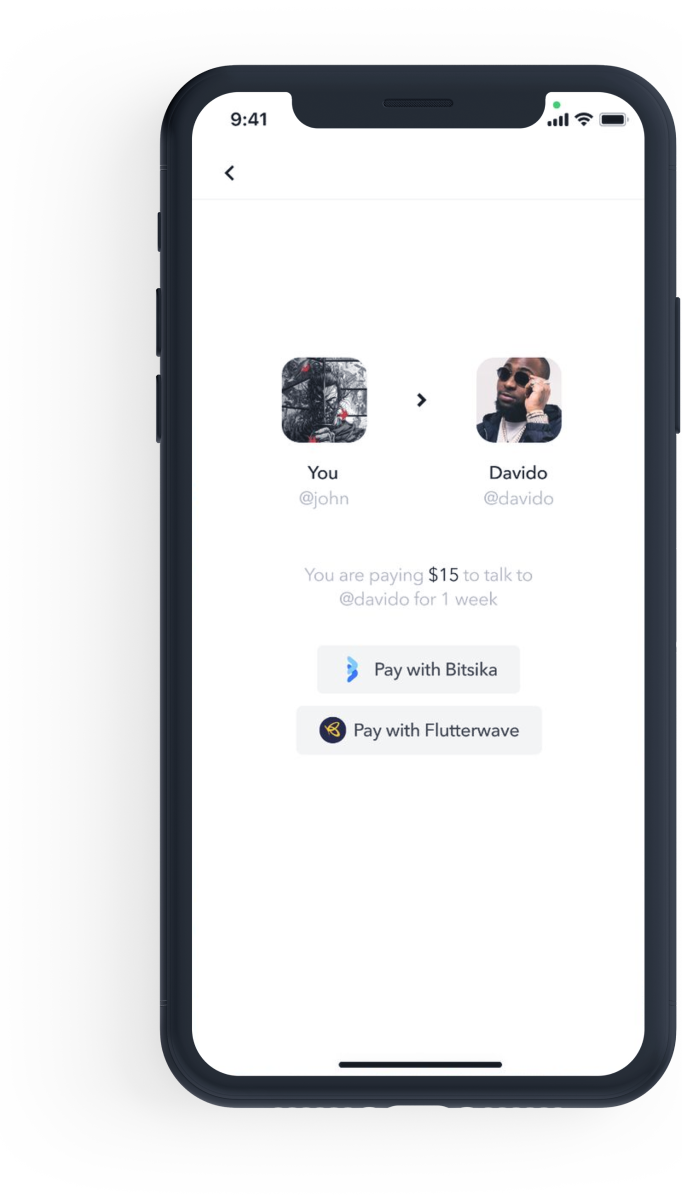 9:41
You
Davido
@john
@davido
You are paying $15 to talk to
@davido for 1 week
Pay with Bitsika
Pay with Flutterwave